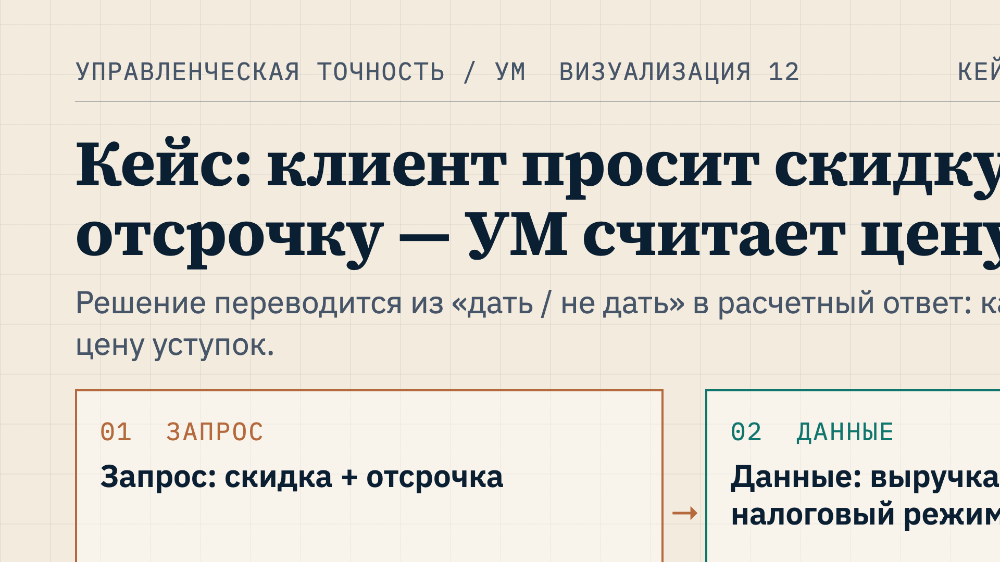 УПРАВЛЕНЧЕСКАЯ ТОЧНОСТЬ / УМ ВИЗУАЛИЗАЦИЯ 12
Кейс: клиент просит скидку
отсрочку — УМ считает цену
Решение переводится из «дать / не дать» в расчетный ответ:
цену уступок.
01 ЗАПРОС
Запрос: скидка + отсрочка
→
02 ДАННЫЕ
Данные: выручка
налоговый режим